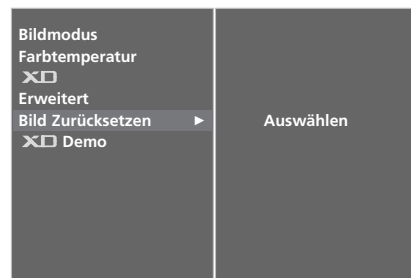 Bildmodus
Farbtemperatur
XD
Erweitert
Bild Zurücksetzen ►
XD Demo
Auswählen